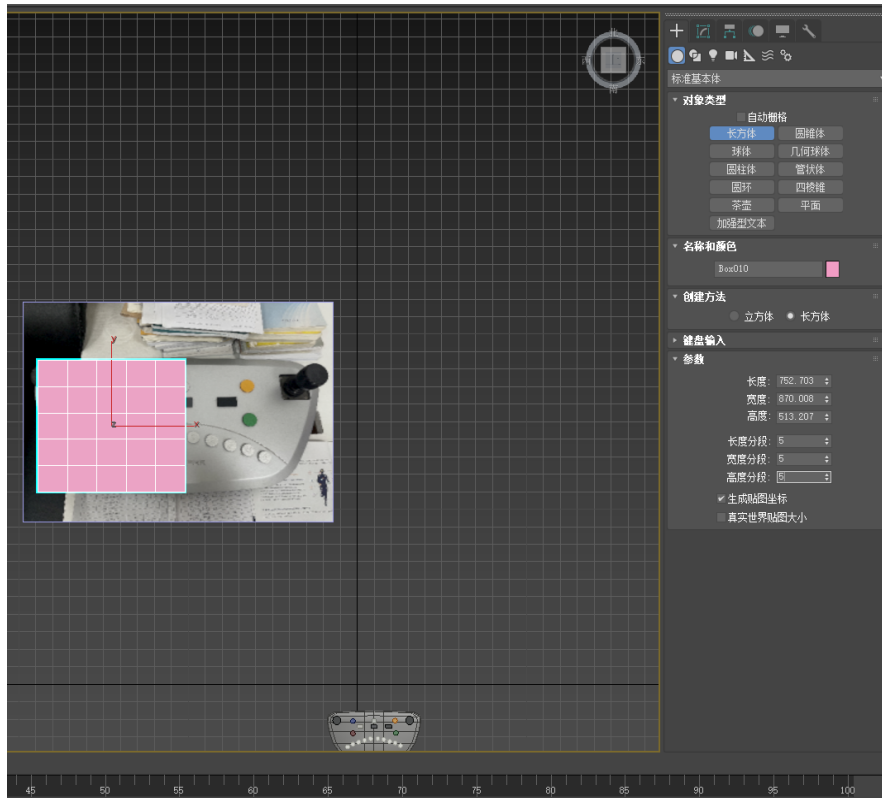 标准基本体
对象类型
自动栅格
长方体 圆锥体
球体 几何球体
圆柱体 管状体
圆环 四棱锥
茶壶 平面
加强型文本
名称和颜色
Box010
创建方法
立方体 长方体
键盘输入
参数
长度: 752.703
宽度: 870.008
高度: 513.207
长度分段: 5
宽度分段: 5
高度分段: 5
生成贴图坐标
真实世界贴图大小
y
z x
45 50 55 60 65 70 75 80 85 90 95 100